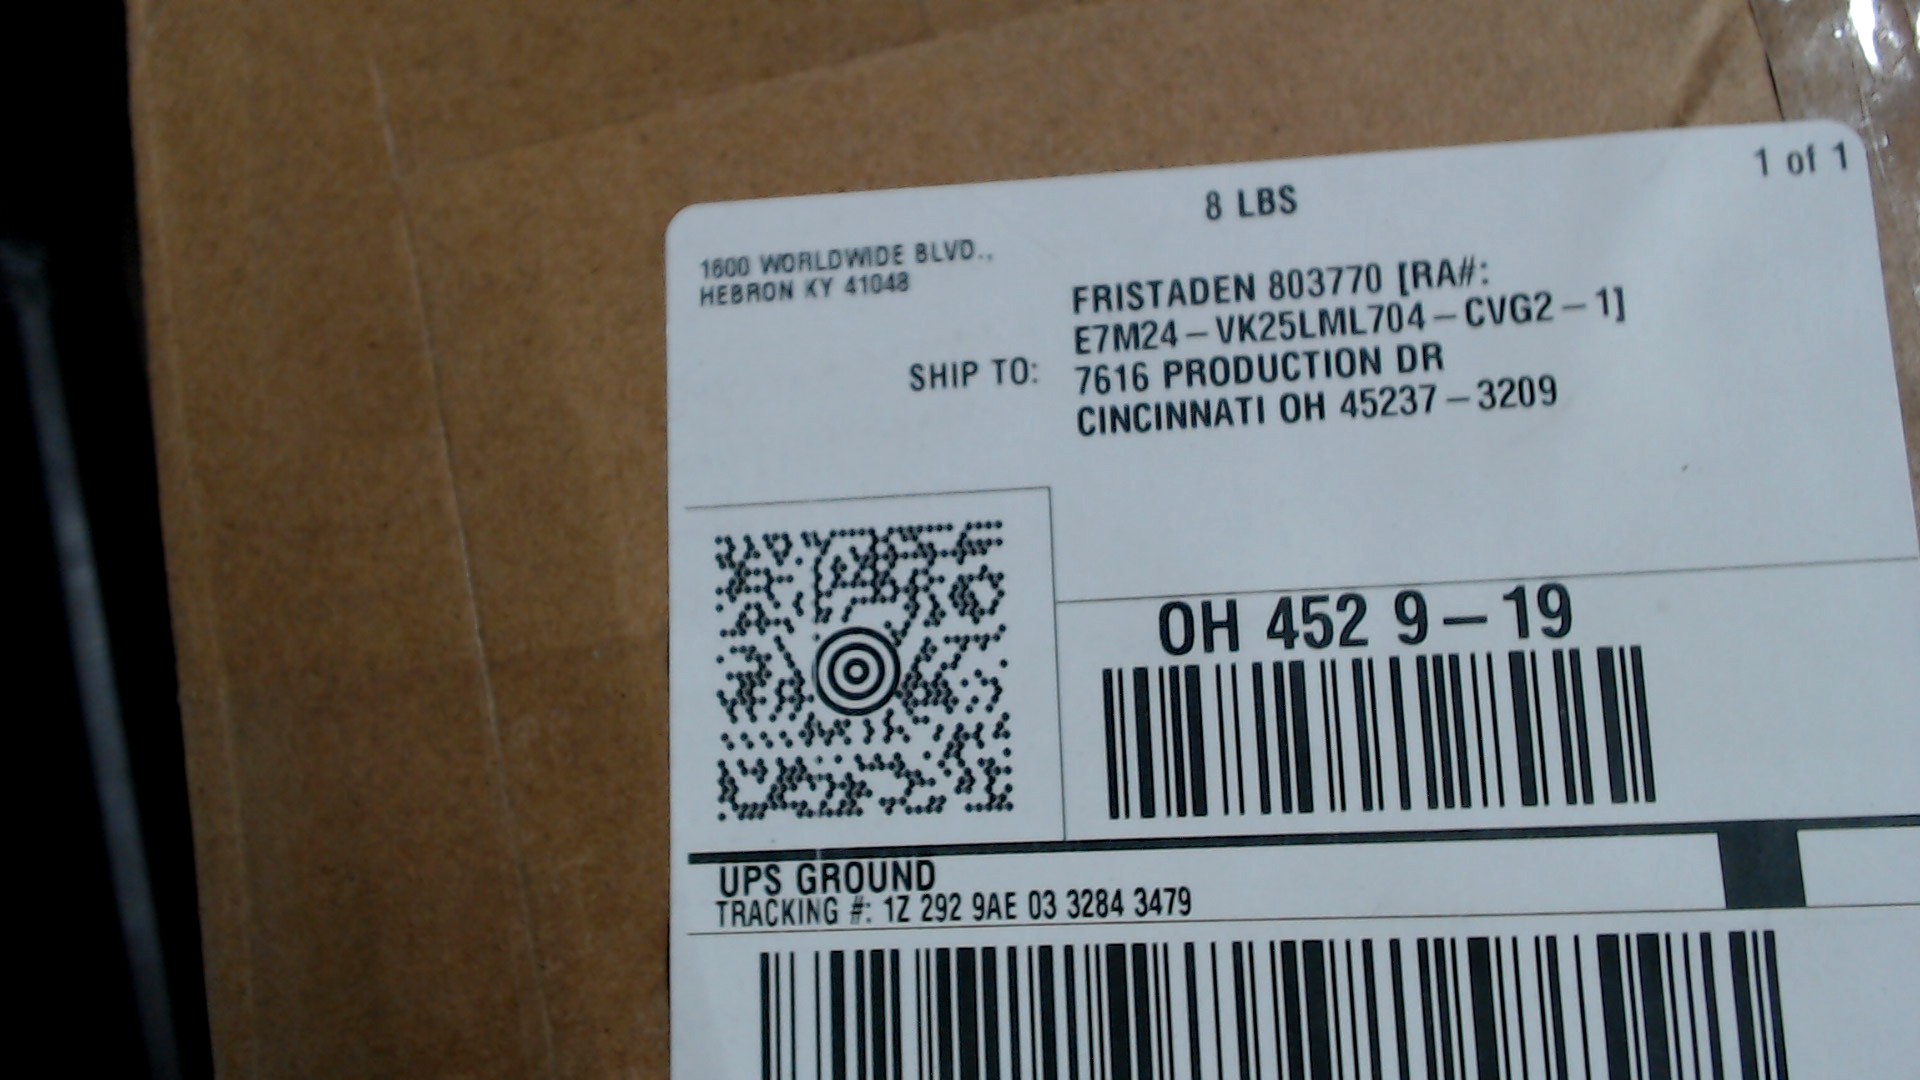 1 of 1
8 LBS
1600 WORLDWIDE BLVD.,
HEBRON KY 41048
SHIP TO:
FRISTADEN 803770 [RA#:
E7M24-VK25LML704-CVG2-1]
7616 PRODUCTION DR
CINCINNATI OH 45237-3209
OH 452 9-19
UPS GROUND
TRACKING #: 1Z 292 9AE 03 3284 3479